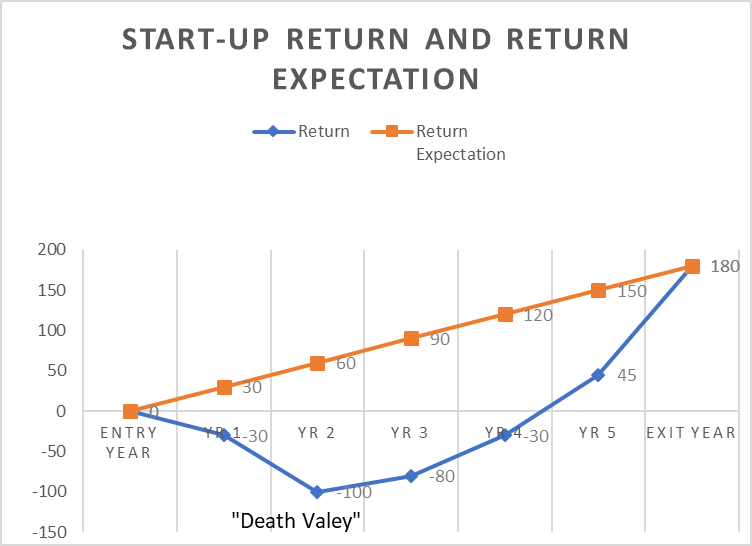 START-UP RETURN AND RETURN
EXPECTATION
Return
Return
Expectation
200
150
100
50
0
-50
-100
-150
0
30
60
90
120
150
180
-30
-100
-80
-30
45
ENTRY
YEAR
YR 1
YR 2
YR 3
YR 4
YR 5
EXIT YEAR
"Death Valey"